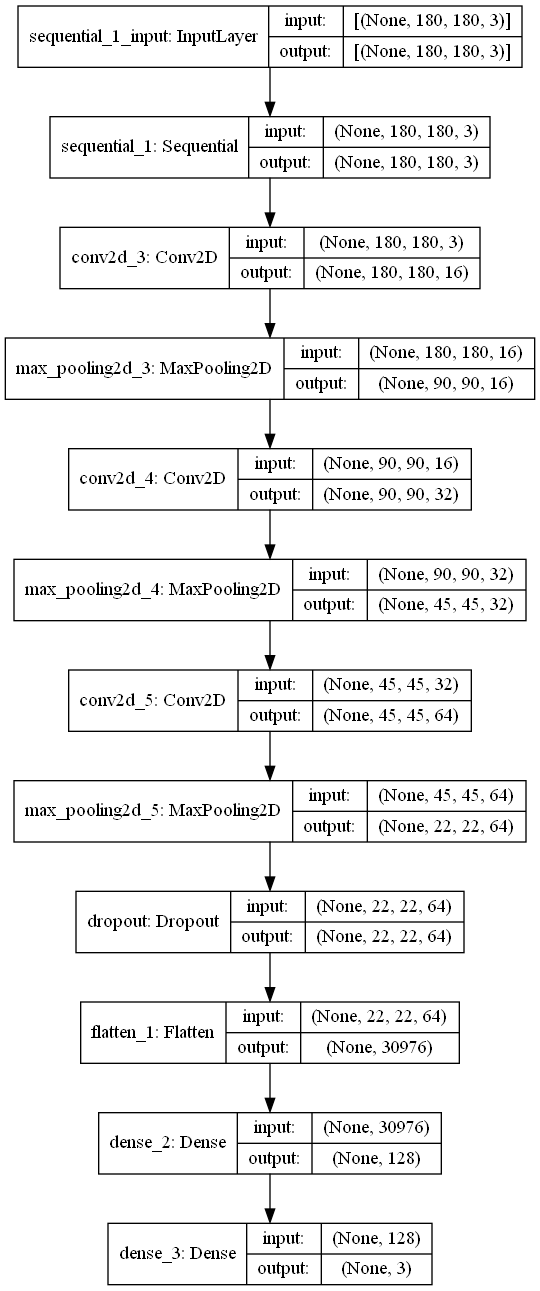 sequential_1_input: InputLayer
input: [(None, 180, 180, 3)]
output: [(None, 180, 180, 3)]
sequential_1: Sequential
input: (None, 180, 180, 3)
output: (None, 180, 180, 3)
conv2d_3: Conv2D
input: (None, 180, 180, 3)
output: (None, 180, 180, 16)
max_pooling2d_3: MaxPooling2D
input: (None, 180, 180, 16)
output: (None, 90, 90, 16)
conv2d_4: Conv2D
input: (None, 90, 90, 16)
output: (None, 90, 90, 32)
max_pooling2d_4: MaxPooling2D
input: (None, 90, 90, 32)
output: (None, 45, 45, 32)
conv2d_5: Conv2D
input: (None, 45, 45, 32)
output: (None, 45, 45, 64)
max_pooling2d_5: MaxPooling2D
input: (None, 45, 45, 64)
output: (None, 22, 22, 64)
dropout: Dropout
input: (None, 22, 22, 64)
output: (None, 22, 22, 64)
flatten_1: Flatten
input: (None, 22, 22, 64)
output: (None, 30976)
dense_2: Dense
input: (None, 30976)
output: (None, 128)
dense_3: Dense
input: (None, 128)
output: (None, 3)